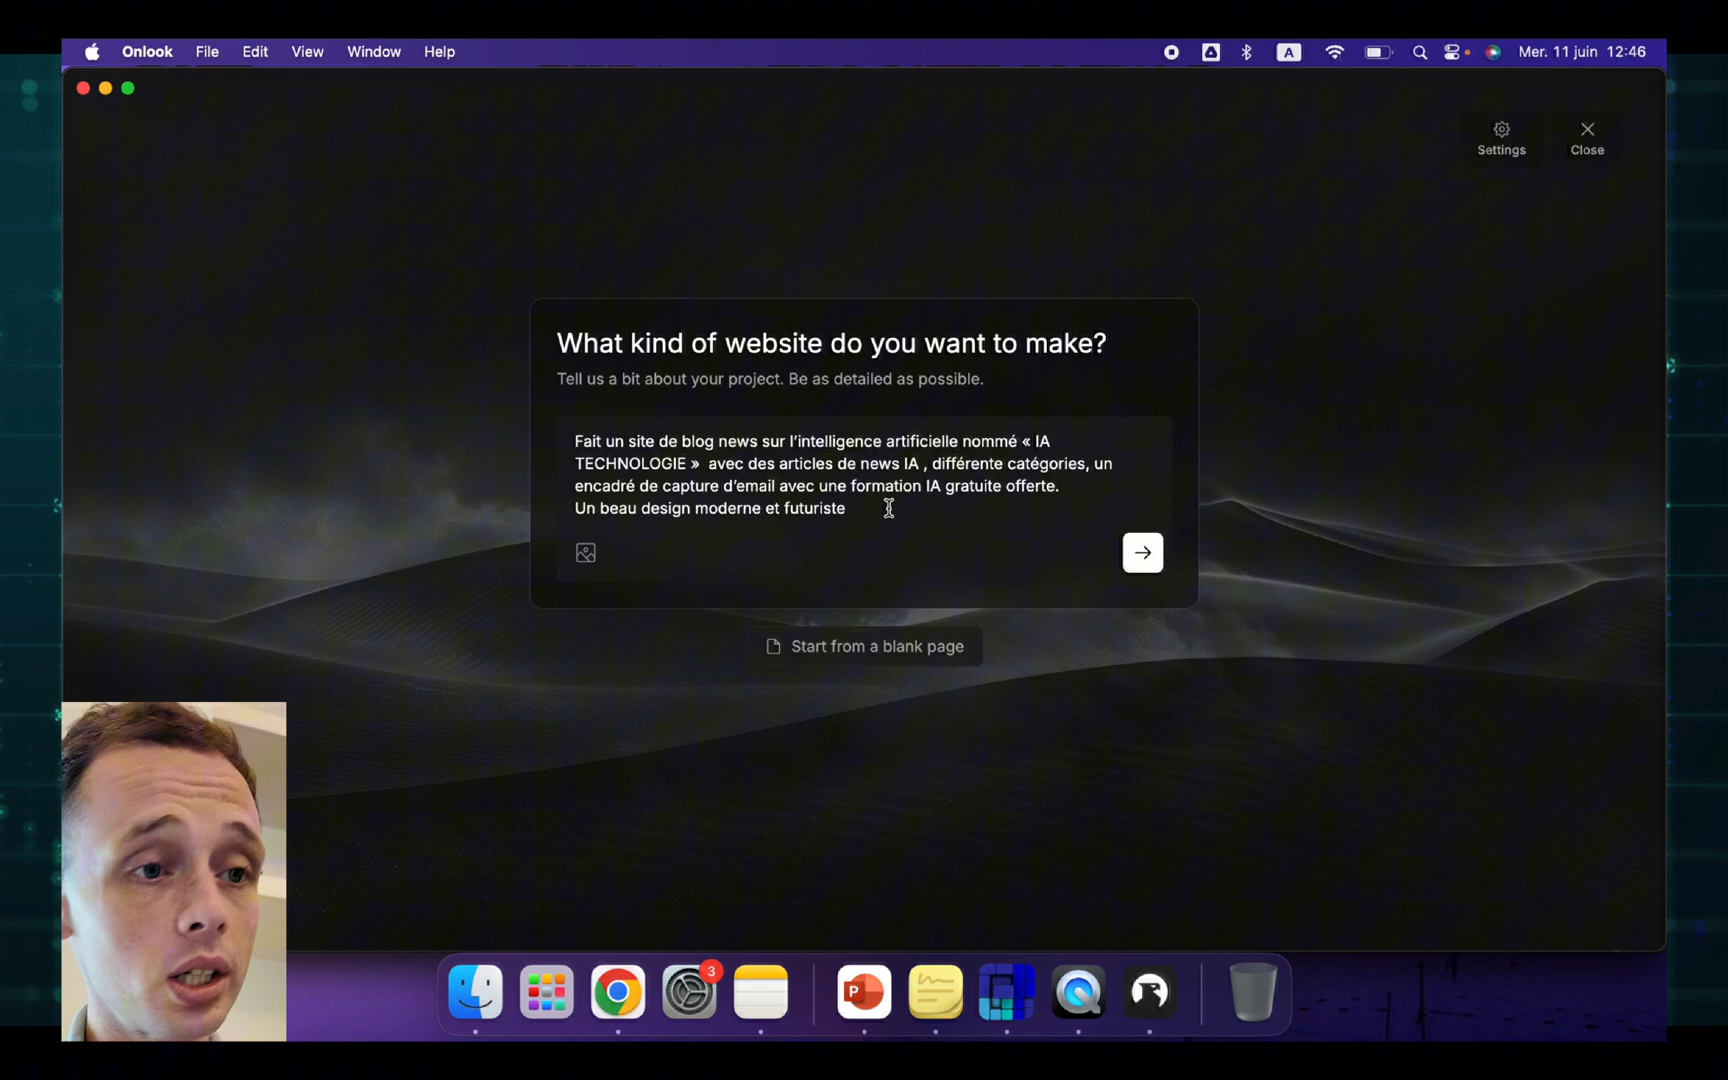 Onlook File Edit View Window Help
A
Mer. 11 juin 12:46
Settings
Close
What kind of website do you want to make?
Tell us a bit about your project. Be as detailed as possible.
Fait un site de blog news sur l’intelligence artificielle nommé « IA
TECHNOLOGIE »  avec des articles de news IA , différente catégories, un
encadré de capture d’email avec une formation IA gratuite offerte.
Un beau design moderne et futuriste
Start from a blank page
3
P